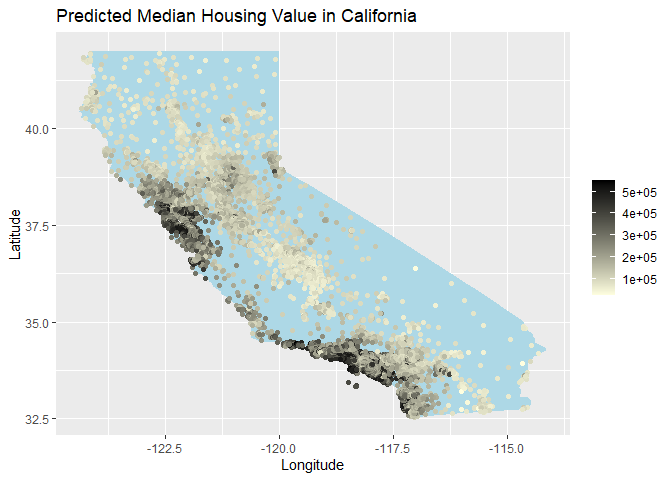 Predicted Median Housing Value in California
Latitude
40.0
37.5
35.0
32.5
-122.5
-120.0
-117.5
-115.0
Longitude
5e+05
4e+05
3e+05
2e+05
1e+05